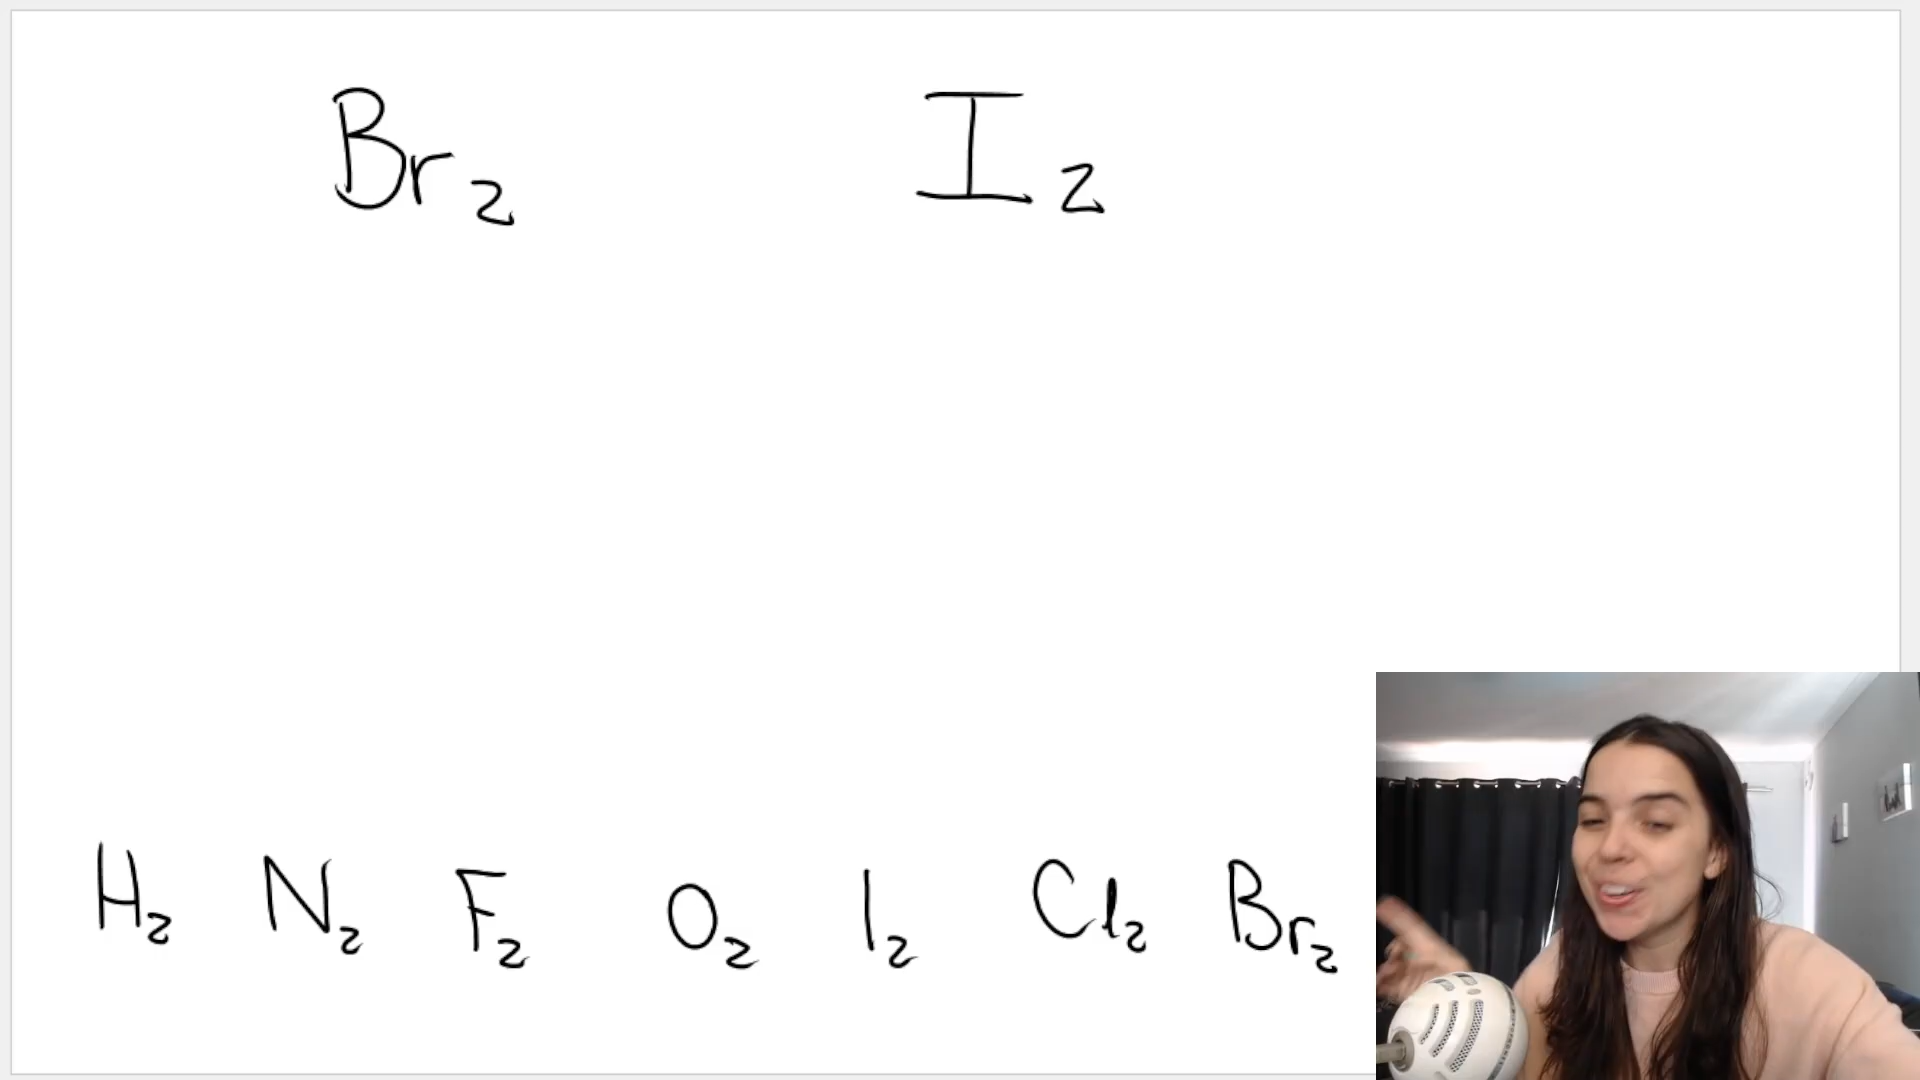 Br₂ I₂
H₂ N₂ F₂ O₂ I₂ Cl₂ Br₂